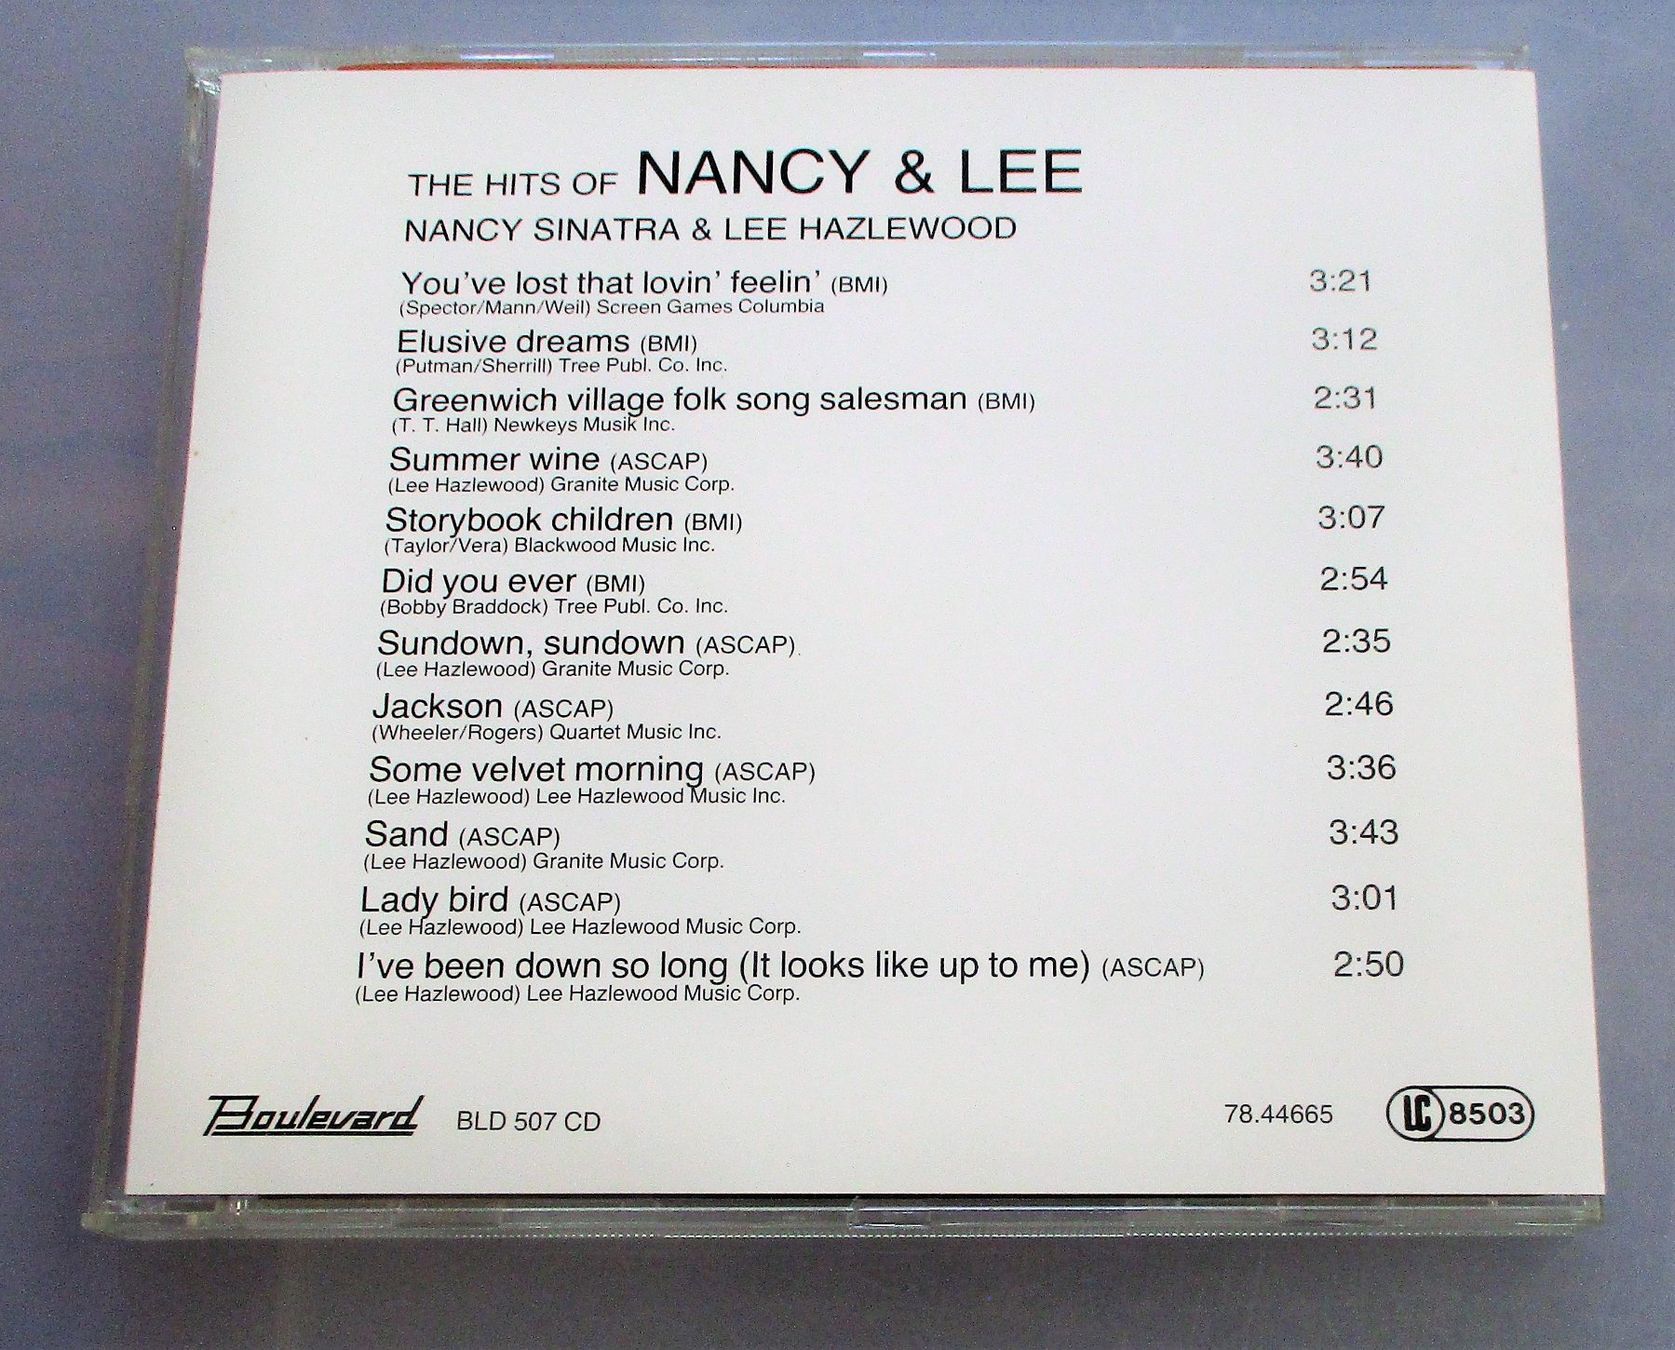 THE HITS OF NANCY & LEE
NANCY SINATRA & LEE HAZLEWOOD
You've lost that lovin' feelin' (BMI) 3:21
(Spector/Mann/Weil) Screen Games Columbia
Elusive dreams (BMI) 3:12
(Putman/Sherrill) Tree Publ. Co. Inc.
Greenwich village folk song salesman (BMI) 2:31
(T. T. Hall) Newkeys Musik Inc.
Summer wine (ASCAP) 3:40
(Lee Hazlewood) Granite Music Corp.
Storybook children (BMI) 3:07
(Taylor/Vera) Blackwood Music Inc.
Did you ever (BMI) 2:54
(Bobby Braddock) Tree Publ. Co. Inc.
Sundown, sundown (ASCAP). 2:35
(Lee Hazlewood) Granite Music Corp.
Jackson (ASCAP) 2:46
(Wheeler/Rogers) Quartet Music Inc.
Some velvet morning (ASCAP) 3:36
(Lee Hazlewood) Lee Hazlewood Music Inc.
Sand (ASCAP) 3:43
(Lee Hazlewood) Granite Music Corp.
Lady bird (ASCAP) 3:01
(Lee Hazlewood) Lee Hazlewood Music Corp.
I've been down so long (It looks like up to me) (ASCAP) 2:50
(Lee Hazlewood) Lee Hazlewood Music Corp.
Boulevard BLD 507 CD 78.44665 LC 8503